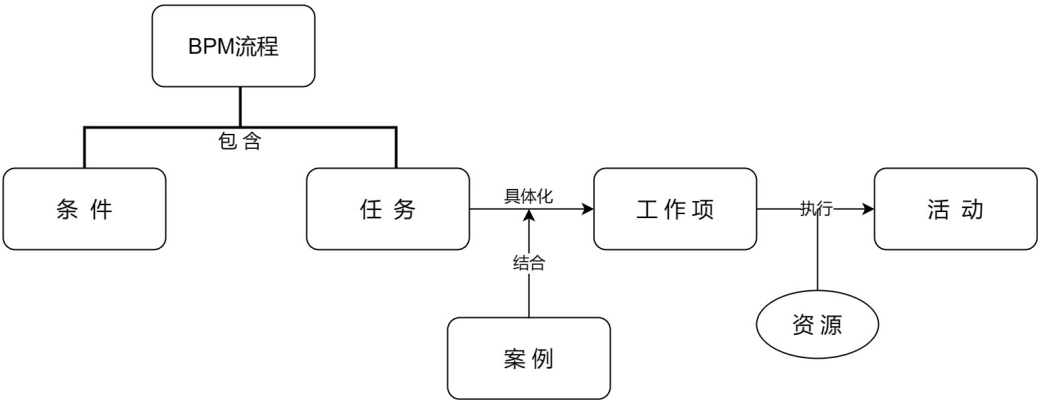 BPM流程
包 含
条 件
任 务
具体化
工 作 项
执行
活 动
结合
资 源
案 例